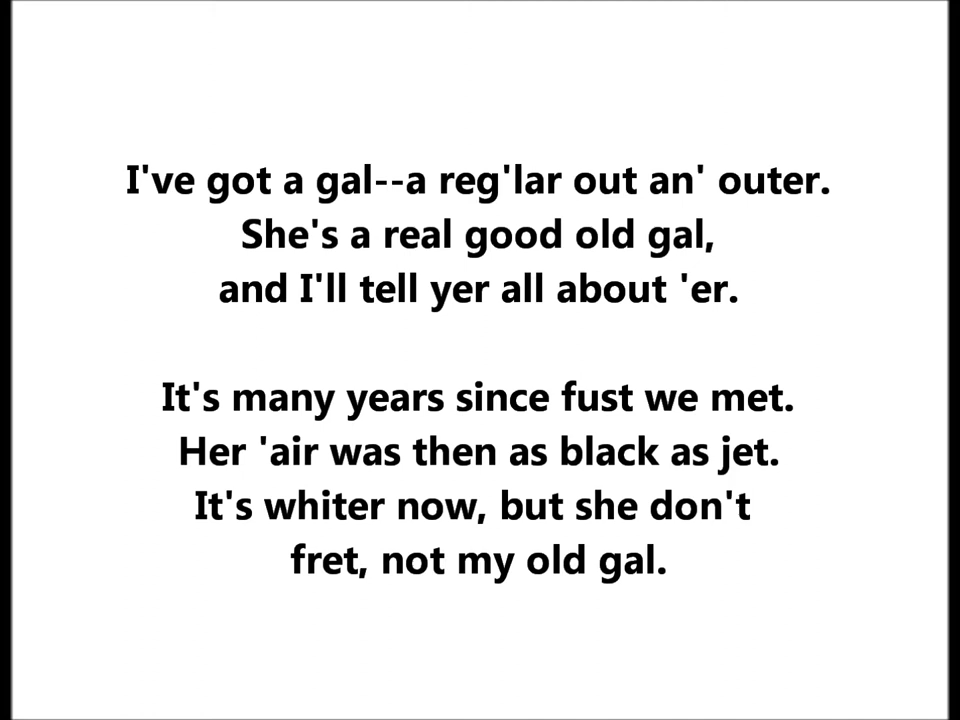 I've got a gal--a reg'lar out an' outer.
She's a real good old gal,
and I'll tell yer all about 'er.
It's many years since fust we met.
Her 'air was then as black as jet.
It's whiter now, but she don't
fret, not my old gal.